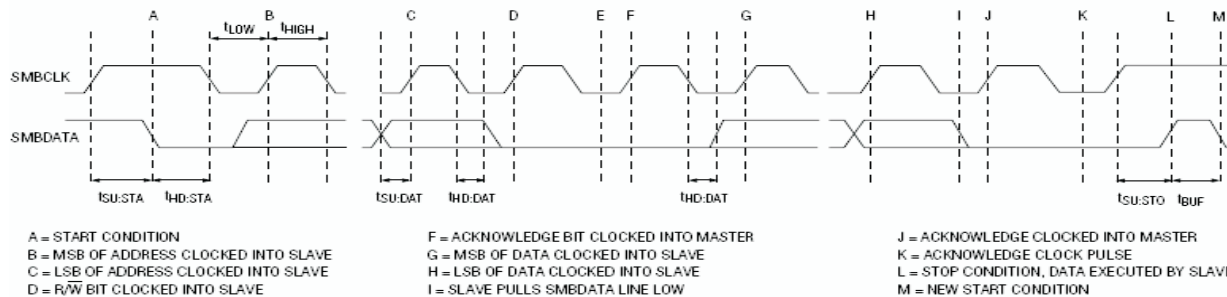 A B C D E F G H I J K L M
tLOW tHIGH
SMBCLK
SMBDATA
tSU:STA tHD:STA tSU:DAT tHD:DAT tHD:DAT tSU:STO tBUF
A = START CONDITION
B = MSB OF ADDRESS CLOCKED INTO SLAVE
C = LSB OF ADDRESS CLOCKED INTO SLAVE
D = R/W BIT CLOCKED INTO SLAVE
F = ACKNOWLEDGE BIT CLOCKED INTO MASTER
G = MSB OF DATA CLOCKED INTO SLAVE
H = LSB OF DATA CLOCKED INTO SLAVE
I = SLAVE PULLS SMBDATA LINE LOW
J = ACKNOWLEDGE CLOCKED INTO MASTER
K = ACKNOWLEDGE CLOCK PULSE
L = STOP CONDITION, DATA EXECUTED BY SLAV
M = NEW START CONDITION